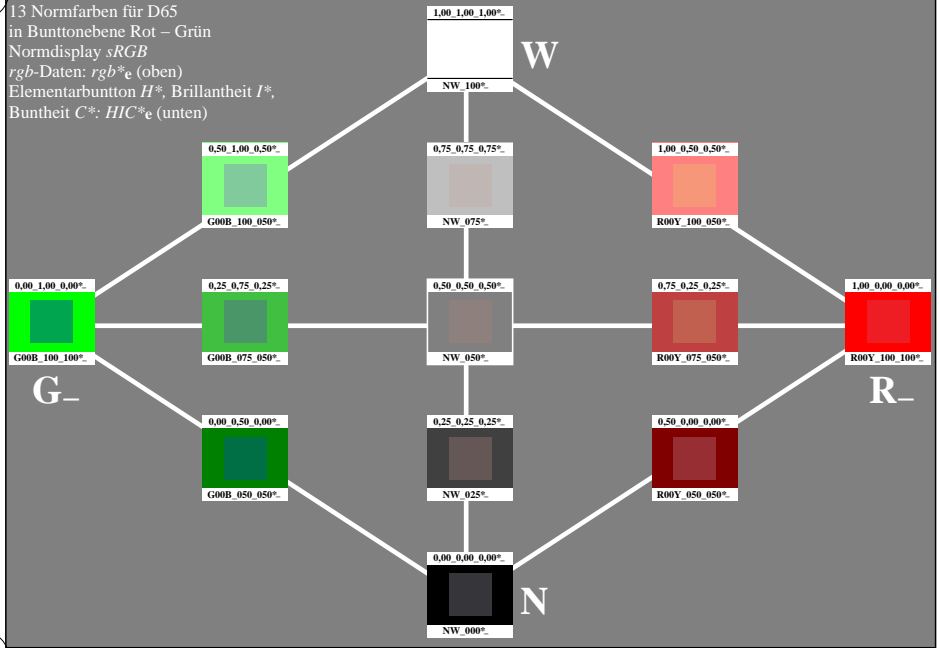 13 Normfarben für D65
in Bunttonebene Rot – Grün
Normdisplay sRGB
rgb-Daten: rgb*e (oben)
Elementarbuntton H*, Brillantheit I*,
Buntheit C*: HIC*e (unten)
1,00_1,00_1,00*_
W
NW_100*_
0,50_1,00_0,50*_
G00B_100_050*_
0,75_0,75_0,75*_
NW_075*_
1,00_0,50_0,50*_
R00Y_100_050*_
0,00_1,00_0,00*_
G00B_100_100*_
G_
0,25_0,75_0,25*_
G00B_075_050*_
0,50_0,50_0,50*_
NW_050*_
0,75_0,25_0,25*_
R00Y_075_050*_
1,00_0,00_0,00*_
R00Y_100_100*_
R_
0,00_0,50_0,00*_
G00B_050_050*_
0,25_0,25_0,25*_
NW_025*_
0,50_0,00_0,00*_
R00Y_050_050*_
0,00_0,00_0,00*_
N
NW_000*_